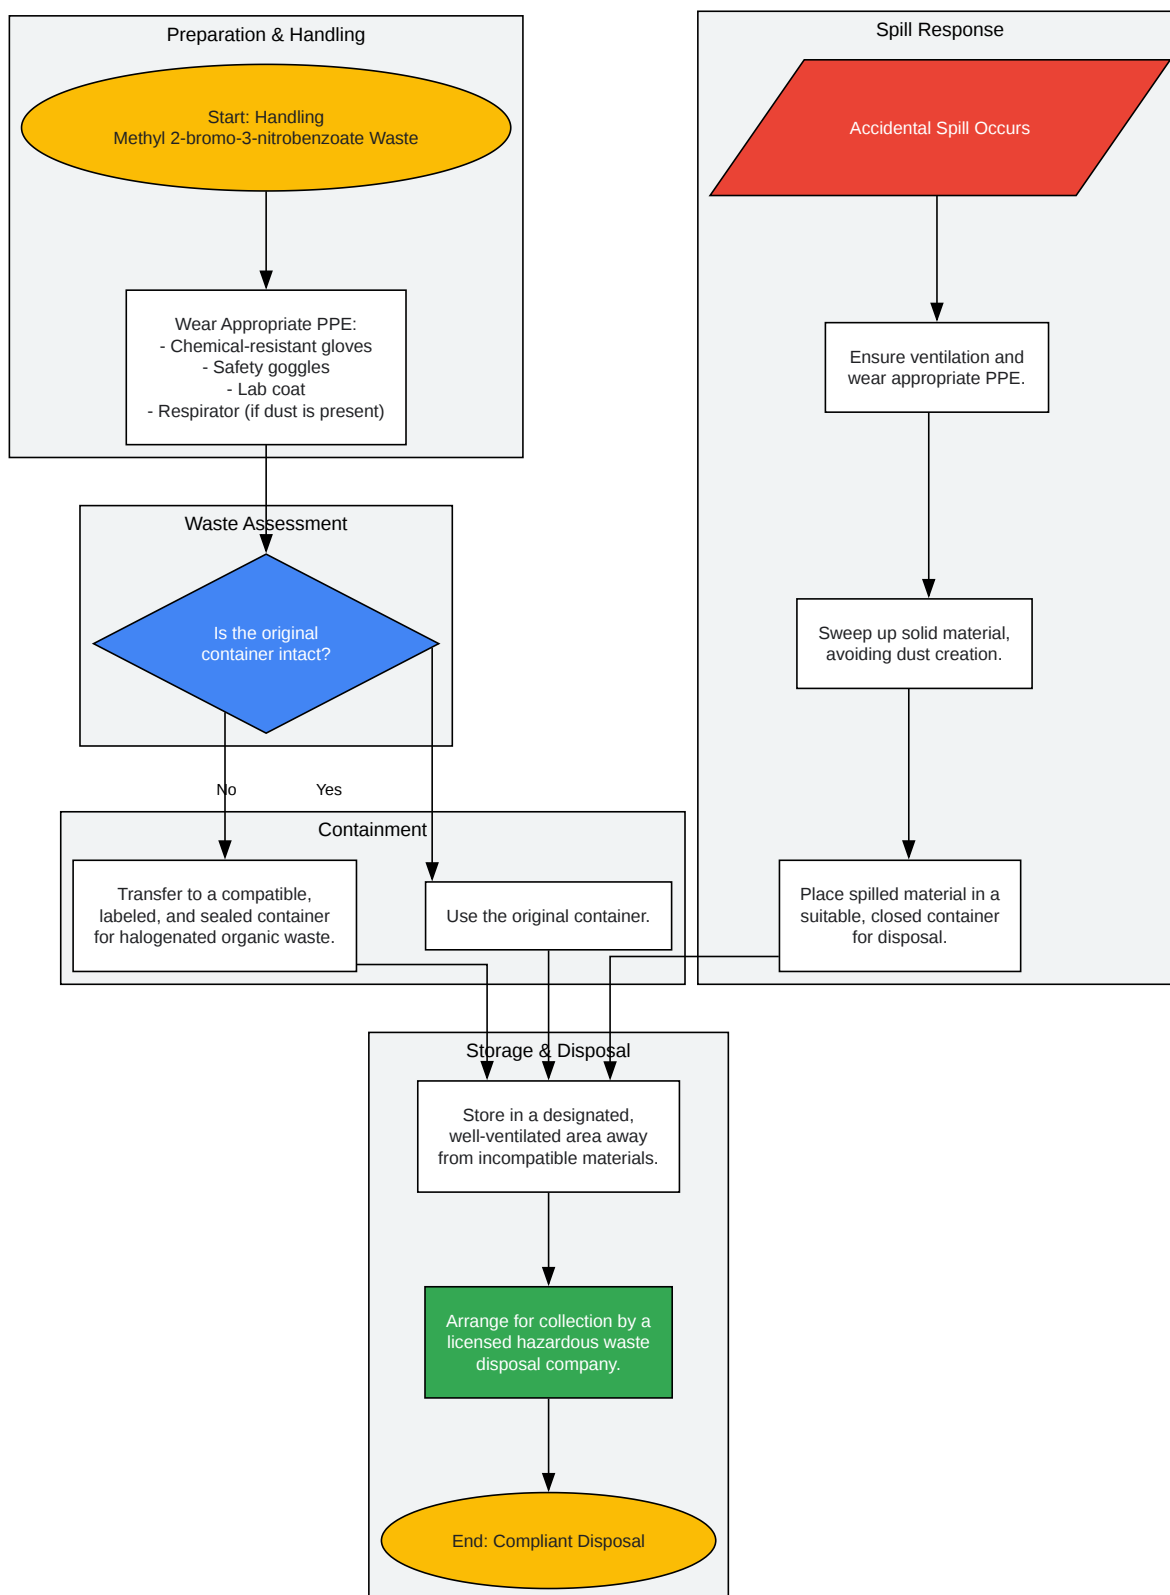 Preparation & Handling
Start: Handling
Methyl 2-bromo-3-nitrobenzoate Waste
Wear Appropriate PPE:
- Chemical-resistant gloves
- Safety goggles
- Lab coat
- Respirator (if dust is present)
Waste Assessment
Is the original
container intact?
No
Yes
Containment
Transfer to a compatible,
labeled, and sealed container
for halogenated organic waste.
Use the original container.
Spill Response
Accidental Spill Occurs
Ensure ventilation and
wear appropriate PPE.
Sweep up solid material,
avoiding dust creation.
Place spilled material in a
suitable, closed container
for disposal.
Storage & Disposal
Store in a designated,
well-ventilated area away
from incompatible materials.
Arrange for collection by a
licensed hazardous waste
disposal company.
End: Compliant Disposal